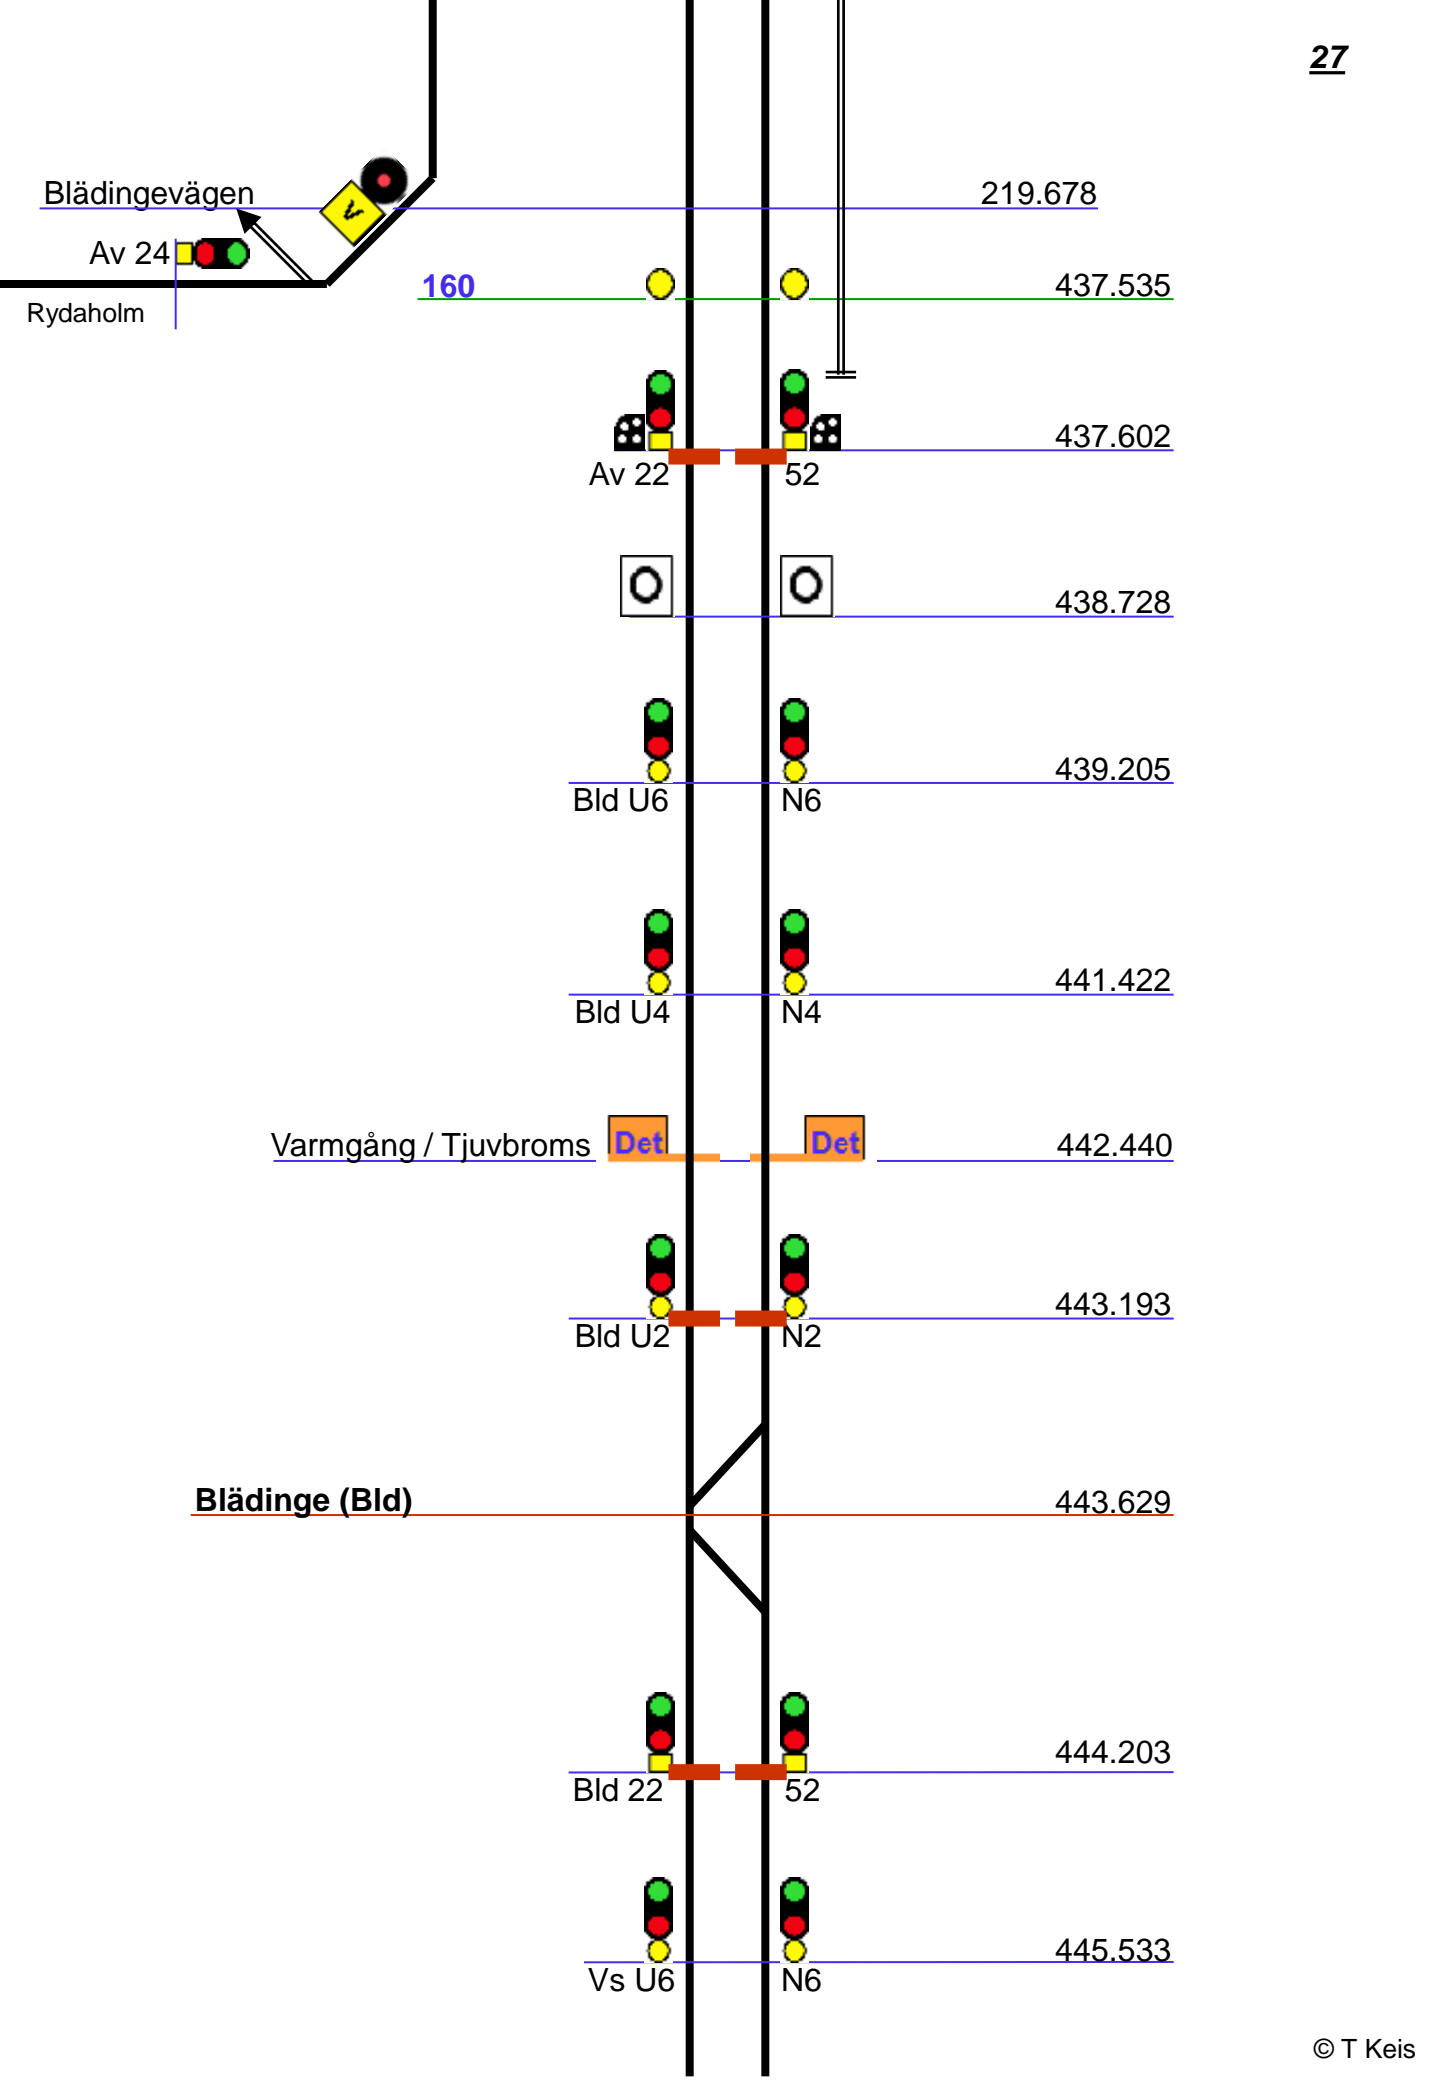 27
Blädingevägen 219.678
V
Av 24
160 437.535
Rydaholm
437.602
Av 22 52
O O
438.728
439.205
Bld U6 N6
441.422
Bld U4 N4
Varmgång / Tjuvbroms Det Det 442.440
443.193
Bld U2 N2
Blädinge (Bld) 443.629
444.203
Bld 22 52
445.533
Vs U6 N6
© T Keis